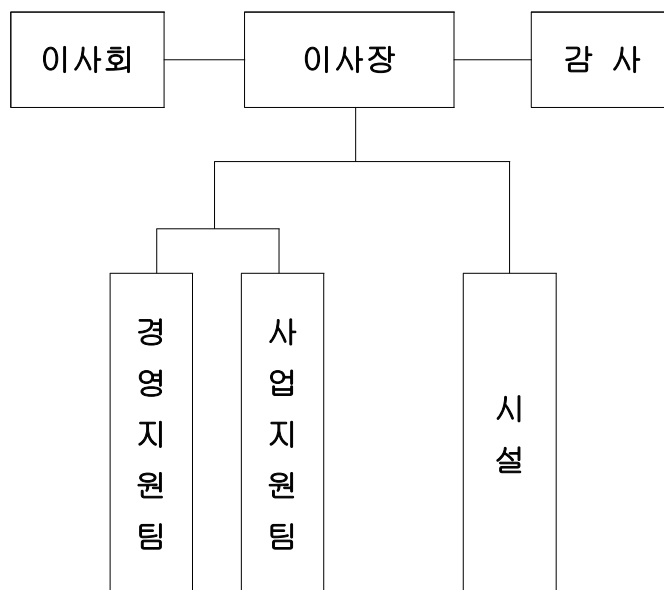 이사회
이사장
감 사
경영지원팀
사업지원팀
시설